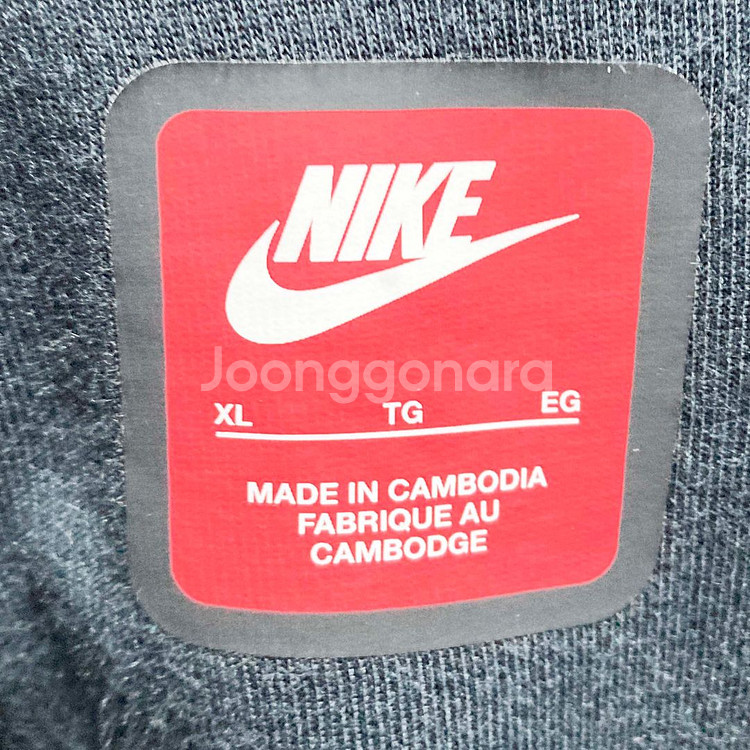 NIKE
Joonggonara
XL TG EG
MADE IN CAMBODIA
FABRIQUE AU
CAMBODGE